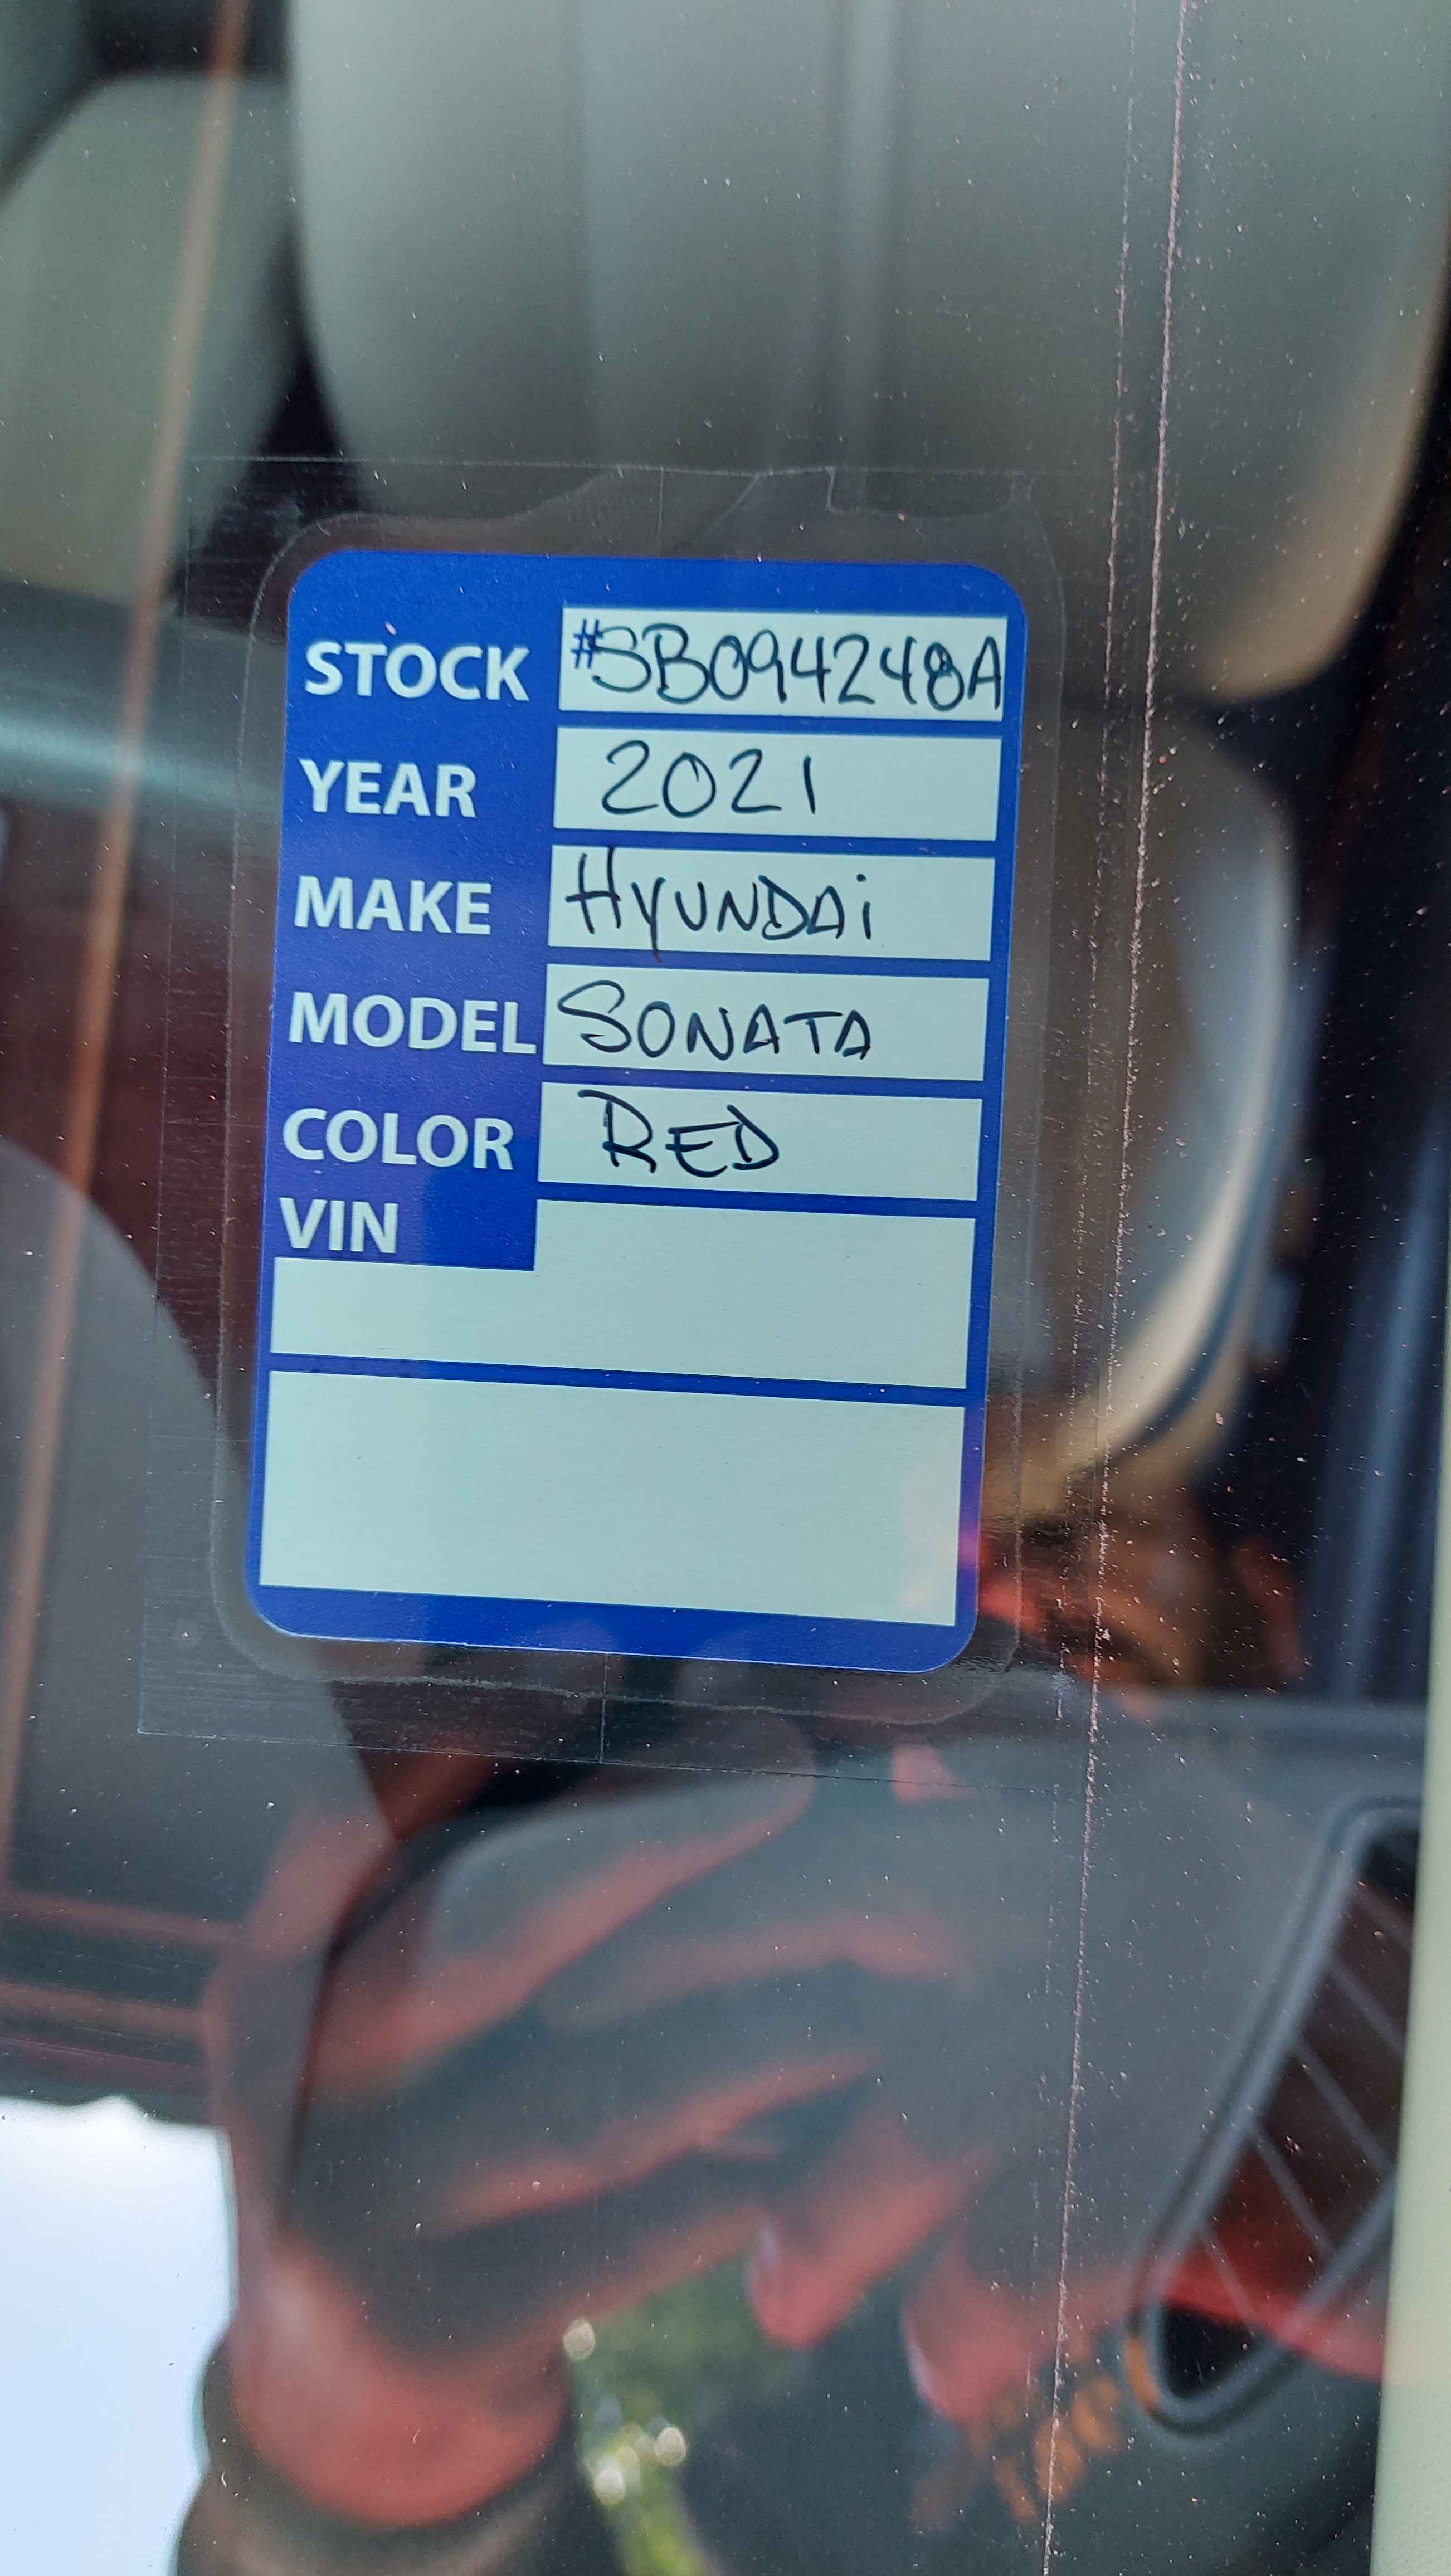 STOCK #SB094248A
YEAR 2021
MAKE HYUNDAi
MODEL SONATA
COLOR RED
VIN